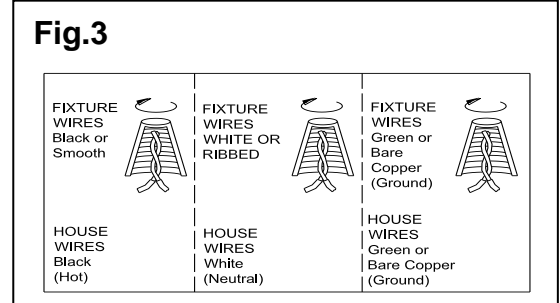 Fig.3
FIXTURE
WIRES
Black or
Smooth
HOUSE
WIRES
Black
(Hot)
FIXTURE
WIRES
WHITE OR
RIBBED
HOUSE
WIRES
White
(Neutral)
FIXTURE
WIRES
Green or
Bare
Copper
(Ground)
HOUSE
WIRES
Green or
Bare Copper
(Ground)